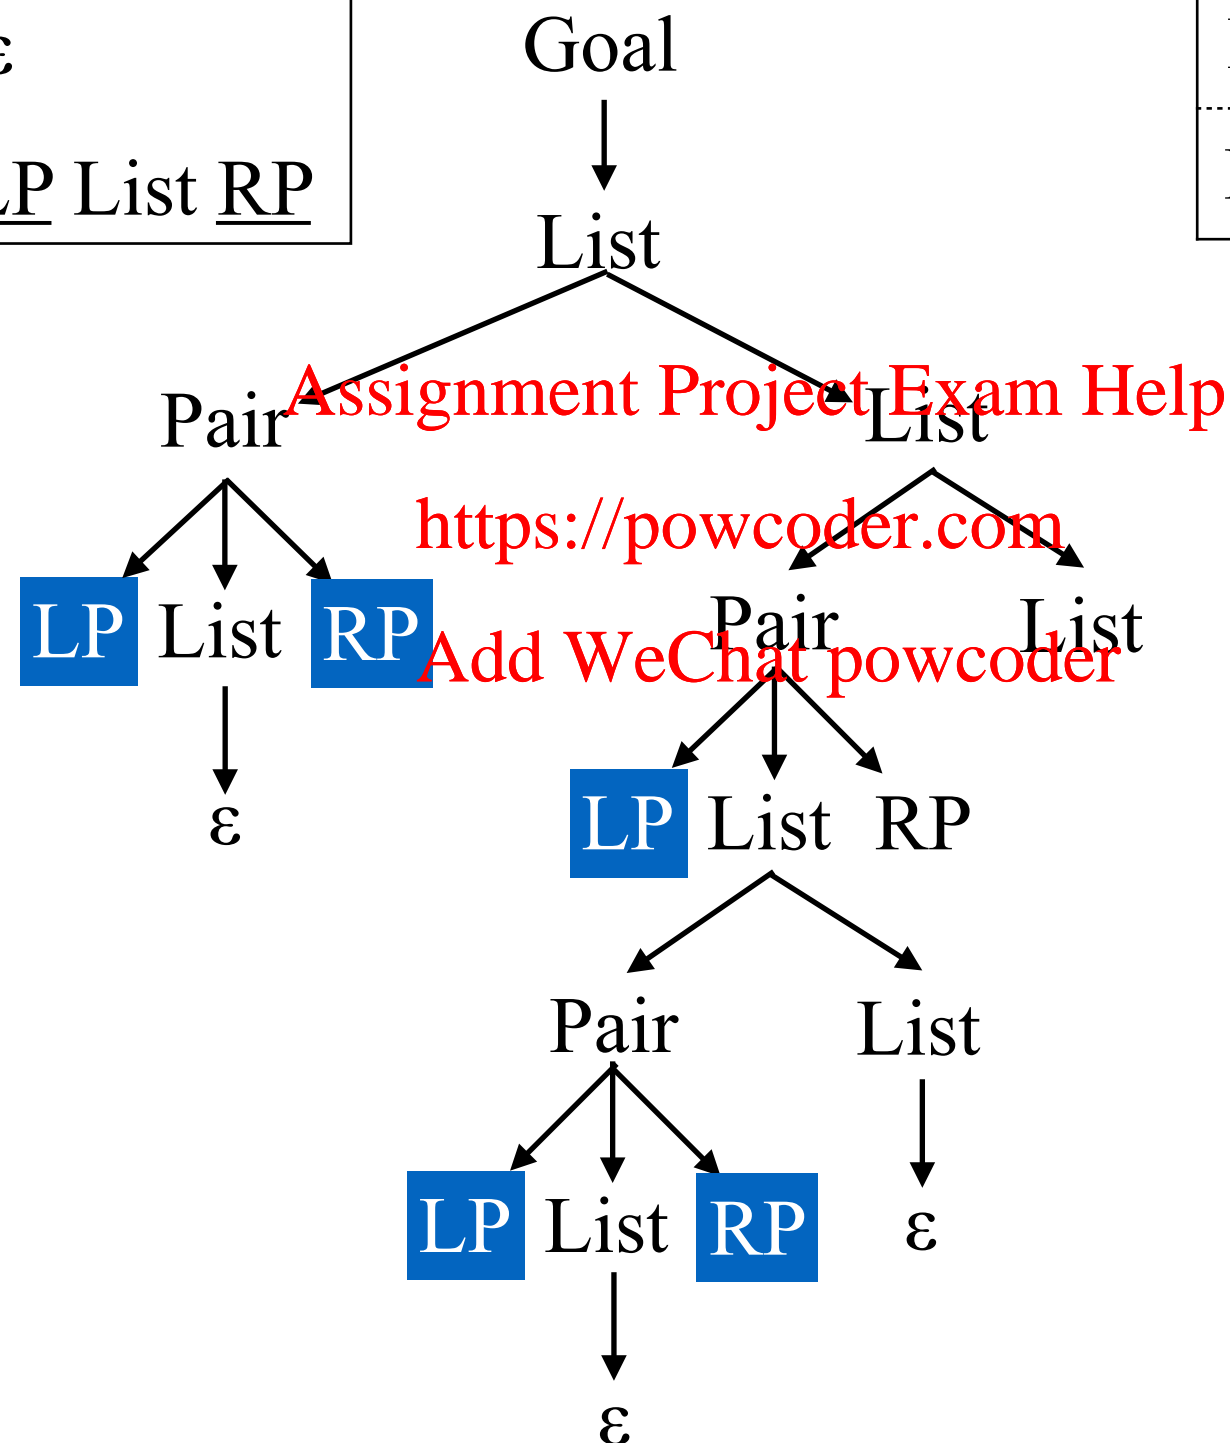 Goal
ε
LP List RP
List
Assignment Project Exam Help
Pair
List
https://powcoder.com
LP List RP
Pair List
Add WeChat powcoder
ε
LP List RP
Pair List
LP List RP
ε
ε